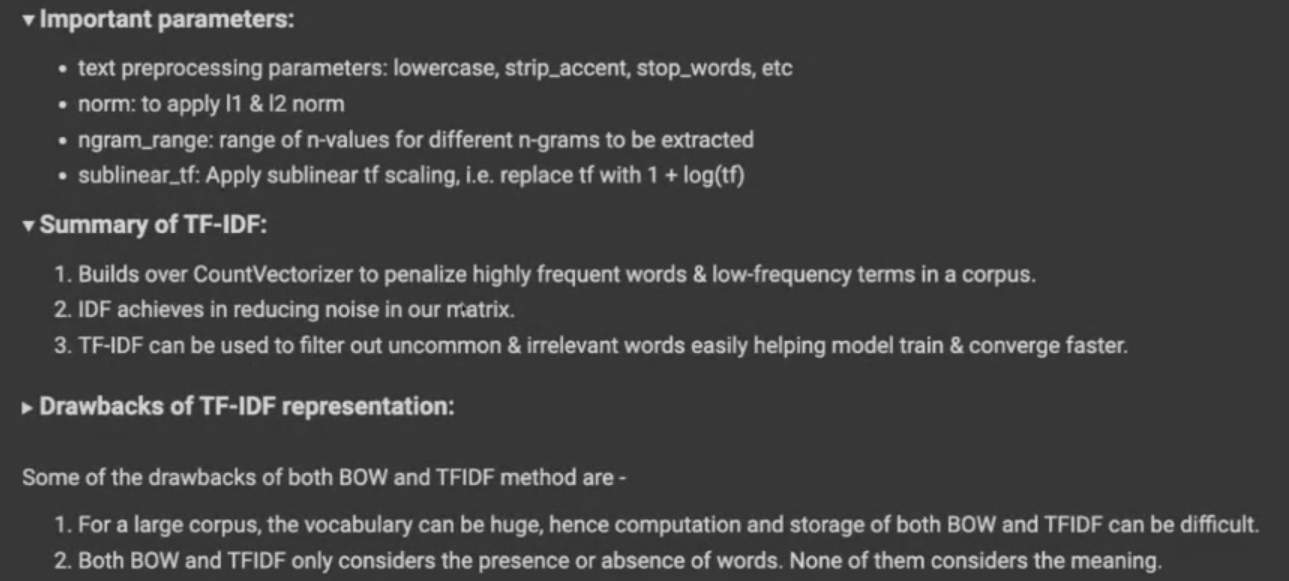 ▾ Important parameters:
• text preprocessing parameters: lowercase, strip_accent, stop_words, etc
• norm: to apply l1 & l2 norm
• ngram_range: range of n-values for different n-grams to be extracted
• sublinear_tf: Apply sublinear tf scaling, i.e. replace tf with 1 + log(tf)
▾ Summary of TF-IDF:
1. Builds over CountVectorizer to penalize highly frequent words & low-frequency terms in a corpus.
2. IDF achieves in reducing noise in our matrix.
3. TF-IDF can be used to filter out uncommon & irrelevant words easily helping model train & converge faster.
▸ Drawbacks of TF-IDF representation:
Some of the drawbacks of both BOW and TFIDF method are -
1. For a large corpus, the vocabulary can be huge, hence computation and storage of both BOW and TFIDF can be difficult.
2. Both BOW and TFIDF only considers the presence or absence of words. None of them considers the meaning.